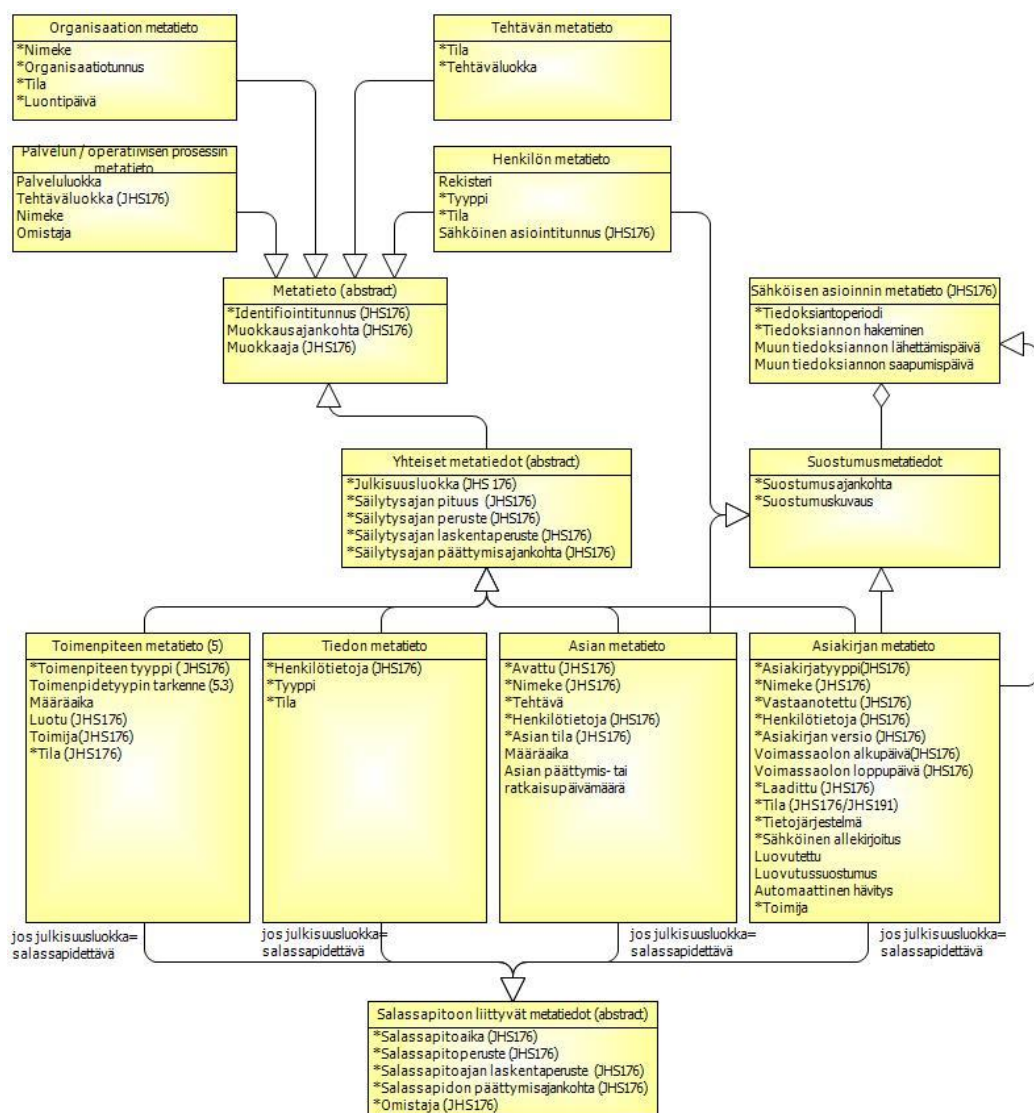 Organisaation metatieto
*Nimeke
*Organisaatiotunnus
*Tila
*Luontipäivä
Tehtävän metatieto
*Tila
*Tehtäväluokka
Palvelun / operatiivisen prosessin
metatieto
Palveluluokka
Tehtäväluokka (JHS176)
Nimeke
Omistaja
Henkilön metatieto
Rekisteri
*Tyyppi
*Tila
Sähköinen asiointitunnus (JHS176)
Metatieto (abstract)
*Identifiointitunnus (JHS176)
Muokkausajankohta (JHS176)
Muokkaaja (JHS176)
Sähköisen asioinnin metatieto (JHS176)
*Tiedoksiantoperiodi
*Tiedoksiannon hakeminen
Muun tiedoksiannon lähettämispäivä
Muun tiedoksiannon saapumispäivä
Yhteiset metatiedot (abstract)
*Julkisuusluokka (JHS 176)
*Säilytysajan pituus (JHS176)
*Säilytysajan peruste (JHS176)
*Säilytysajan laskentaperuste (JHS176)
*Säilytysajan päättymisajankohta (JHS176)
Suostumusmetatiedot
*Suostumusajankohta
*Suostumuskuvaus
Toimenpiteen metatieto (5)
*Toimenpiteen tyyppi ( JHS176)
Toimenpidetyypin tarkenne (5.3)
Määräaika
Luotu (JHS176)
Toimija(JHS176)
*Tila (JHS176)
Tiedon metatieto
*Henkilötietoja (JHS176)
*Tyyppi
*Tila
Asian metatieto
*Avattu (JHS176)
*Nimeke (JHS176)
*Tehtävä
*Henkilötietoja (JHS176)
*Asian tila (JHS176)
Määräaika
Asian päättymis- tai
ratkaisupäivämäärä
Asiakirjan metatieto
*Asiakirjatyyppi(JHS176)
*Nimeke (JHS176)
*Vastaanotettu (JHS176)
*Henkilötietoja (JHS176)
*Asiakirjan versio (JHS176)
Voimassaolon alkupäivä(JHS176)
Voimassaolon loppupäivä (JHS176)
*Laadittu (JHS176)
*Tila (JHS176/JHS191)
*Tietojärjestelmä
*Sähköinen allekirjoitus
Luovutettu
Luovutussuostumus
Automaattinen hävitys
*Toimija
jos julkisuusluokka=
salassapidettävä
jos julkisuusluokka=
salassapidettävä
jos julkisuusluokka=
salassapidettävä
jos julkisuusluokka=
salassapidettävä
Salassapitoon liittyvät metatiedot (abstract)
*Salassapitoaika (JHS176)
*Salassapitoperuste (JHS176)
*Salassapitoajan laskentaperuste (JHS176)
*Salassapidon päättymisajankohta (JHS176)
*Omistaja (JHS176)